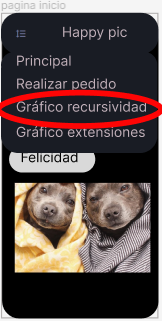 pagina inicio
Happy pic
Principal
Realizar pedido
Gráfico recursividad
Gráfico extensiones
Felicidad